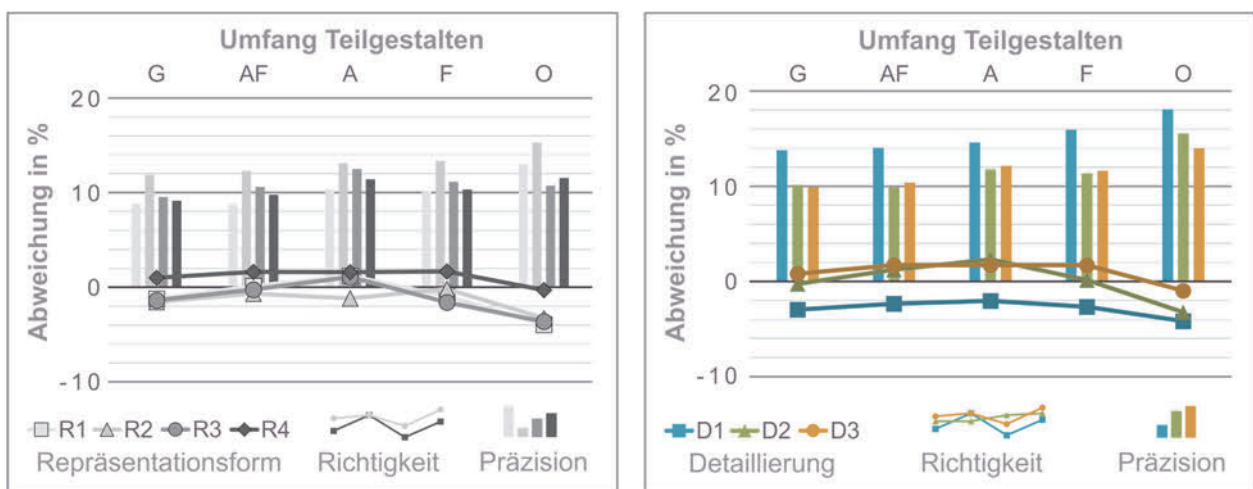 Umfang Teilgestalten
G AF A F O
Abweichung in %
20
10
0
-10
R1 R2 R3 R4
Repräsentationsform Richtigkeit Präzision
Umfang Teilgestalten
G AF A F O
Abweichung in %
20
10
0
-10
D1 D2 D3
Detaillierung Richtigkeit Präzision